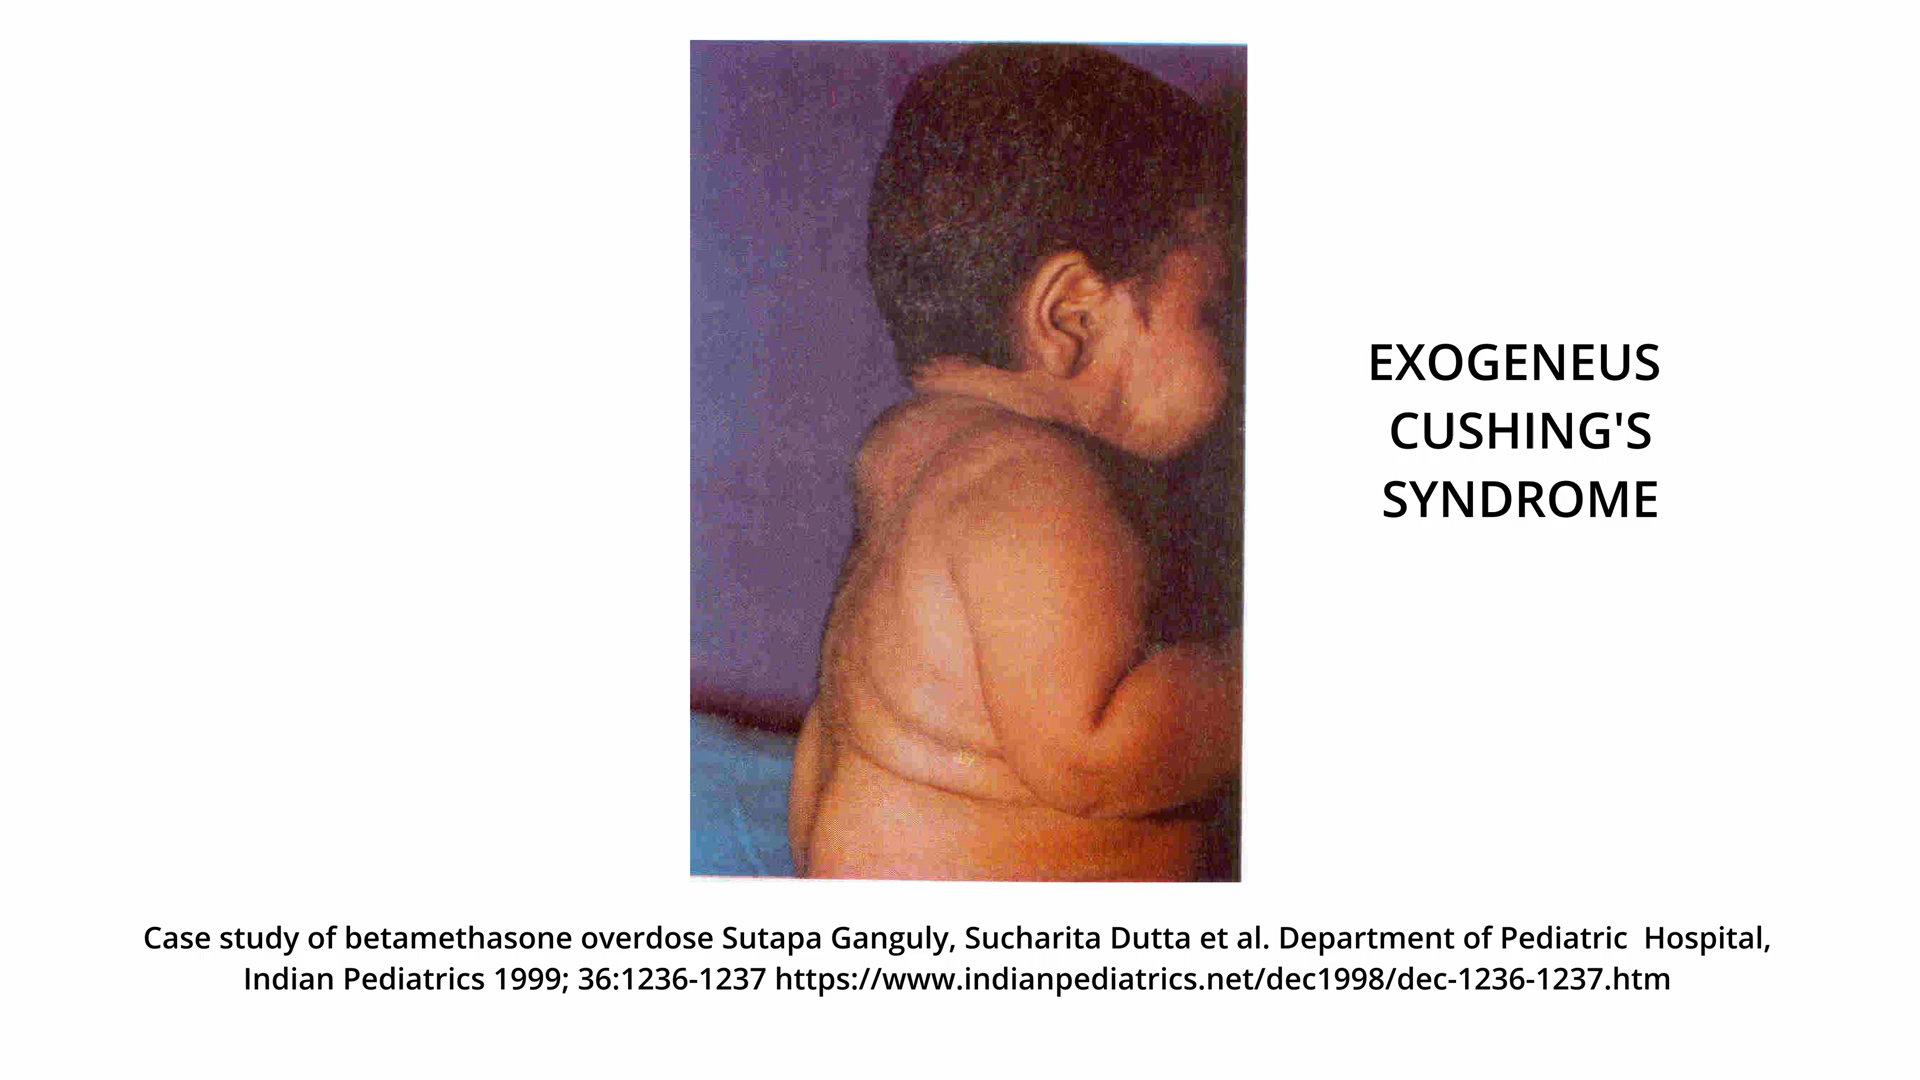 EXOGENEUS
CUSHING'S
SYNDROME
Case study of betamethasone overdose Sutapa Ganguly, Sucharita Dutta et al. Department of Pediatric  Hospital,
Indian Pediatrics 1999; 36:1236-1237 https://www.indianpediatrics.net/dec1998/dec-1236-1237.htm